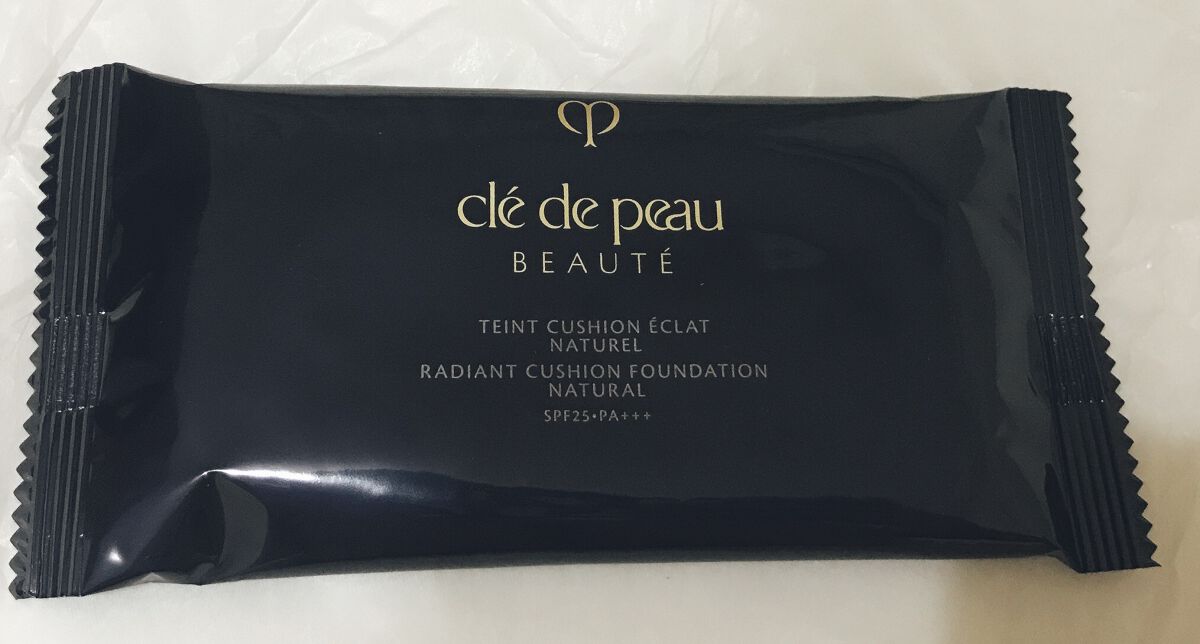 clé de peau
BEAUTÉ
TEINT CUSHION ÉCLAT
NATUREL
RADIANT CUSHION FOUNDATION
NATURAL
SPF25•PA+++